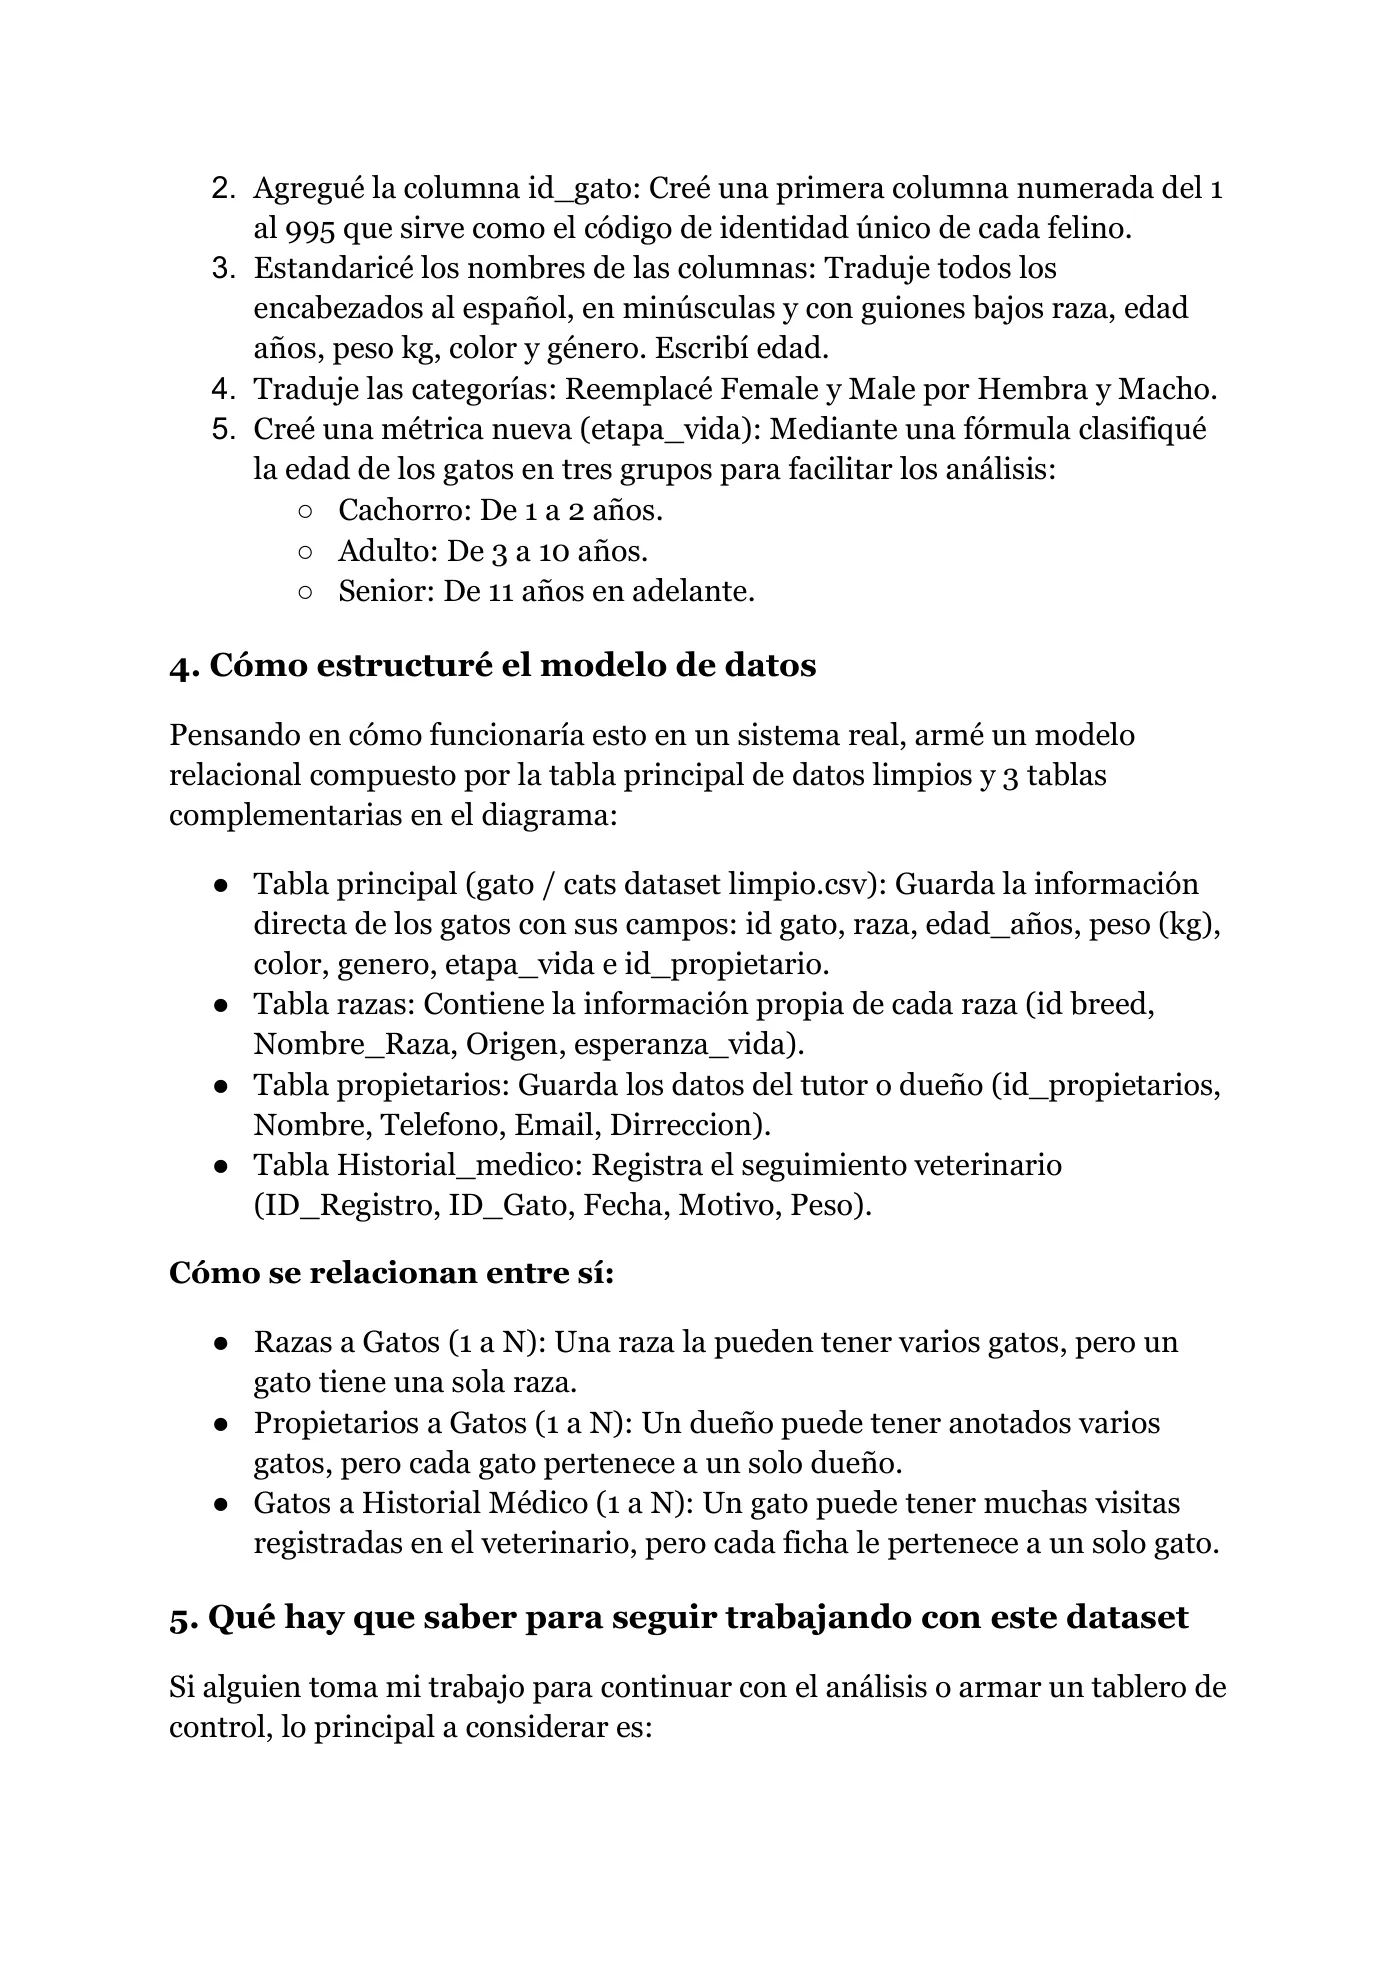 2. Agregué la columna id_gato: Creé una primera columna numerada del 1
al 995 que sirve como el código de identidad único de cada felino.
3. Estandaricé los nombres de las columnas: Traduje todos los
encabezados al español, en minúsculas y con guiones bajos raza, edad
años, peso kg, color y género. Escribí edad.
4. Traduje las categorías: Reemplacé Female y Male por Hembra y Macho.
5. Creé una métrica nueva (etapa_vida): Mediante una fórmula clasifiqué
la edad de los gatos en tres grupos para facilitar los análisis:
○ Cachorro: De 1 a 2 años.
○ Adulto: De 3 a 10 años.
○ Senior: De 11 años en adelante.
4. Cómo estructuré el modelo de datos
Pensando en cómo funcionaría esto en un sistema real, armé un modelo
relacional compuesto por la tabla principal de datos limpios y 3 tablas
complementarias en el diagrama:
● Tabla principal (gato / cats dataset limpio.csv): Guarda la información
directa de los gatos con sus campos: id gato, raza, edad_años, peso (kg),
color, genero, etapa_vida e id_propietario.
● Tabla razas: Contiene la información propia de cada raza (id breed,
Nombre_Raza, Origen, esperanza_vida).
● Tabla propietarios: Guarda los datos del tutor o dueño (id_propietarios,
Nombre, Telefono, Email, Dirreccion).
● Tabla Historial_medico: Registra el seguimiento veterinario
(ID_Registro, ID_Gato, Fecha, Motivo, Peso).
Cómo se relacionan entre sí:
● Razas a Gatos (1 a N): Una raza la pueden tener varios gatos, pero un
gato tiene una sola raza.
● Propietarios a Gatos (1 a N): Un dueño puede tener anotados varios
gatos, pero cada gato pertenece a un solo dueño.
● Gatos a Historial Médico (1 a N): Un gato puede tener muchas visitas
registradas en el veterinario, pero cada ficha le pertenece a un solo gato.
5. Qué hay que saber para seguir trabajando con este dataset
Si alguien toma mi trabajo para continuar con el análisis o armar un tablero de
control, lo principal a considerar es: